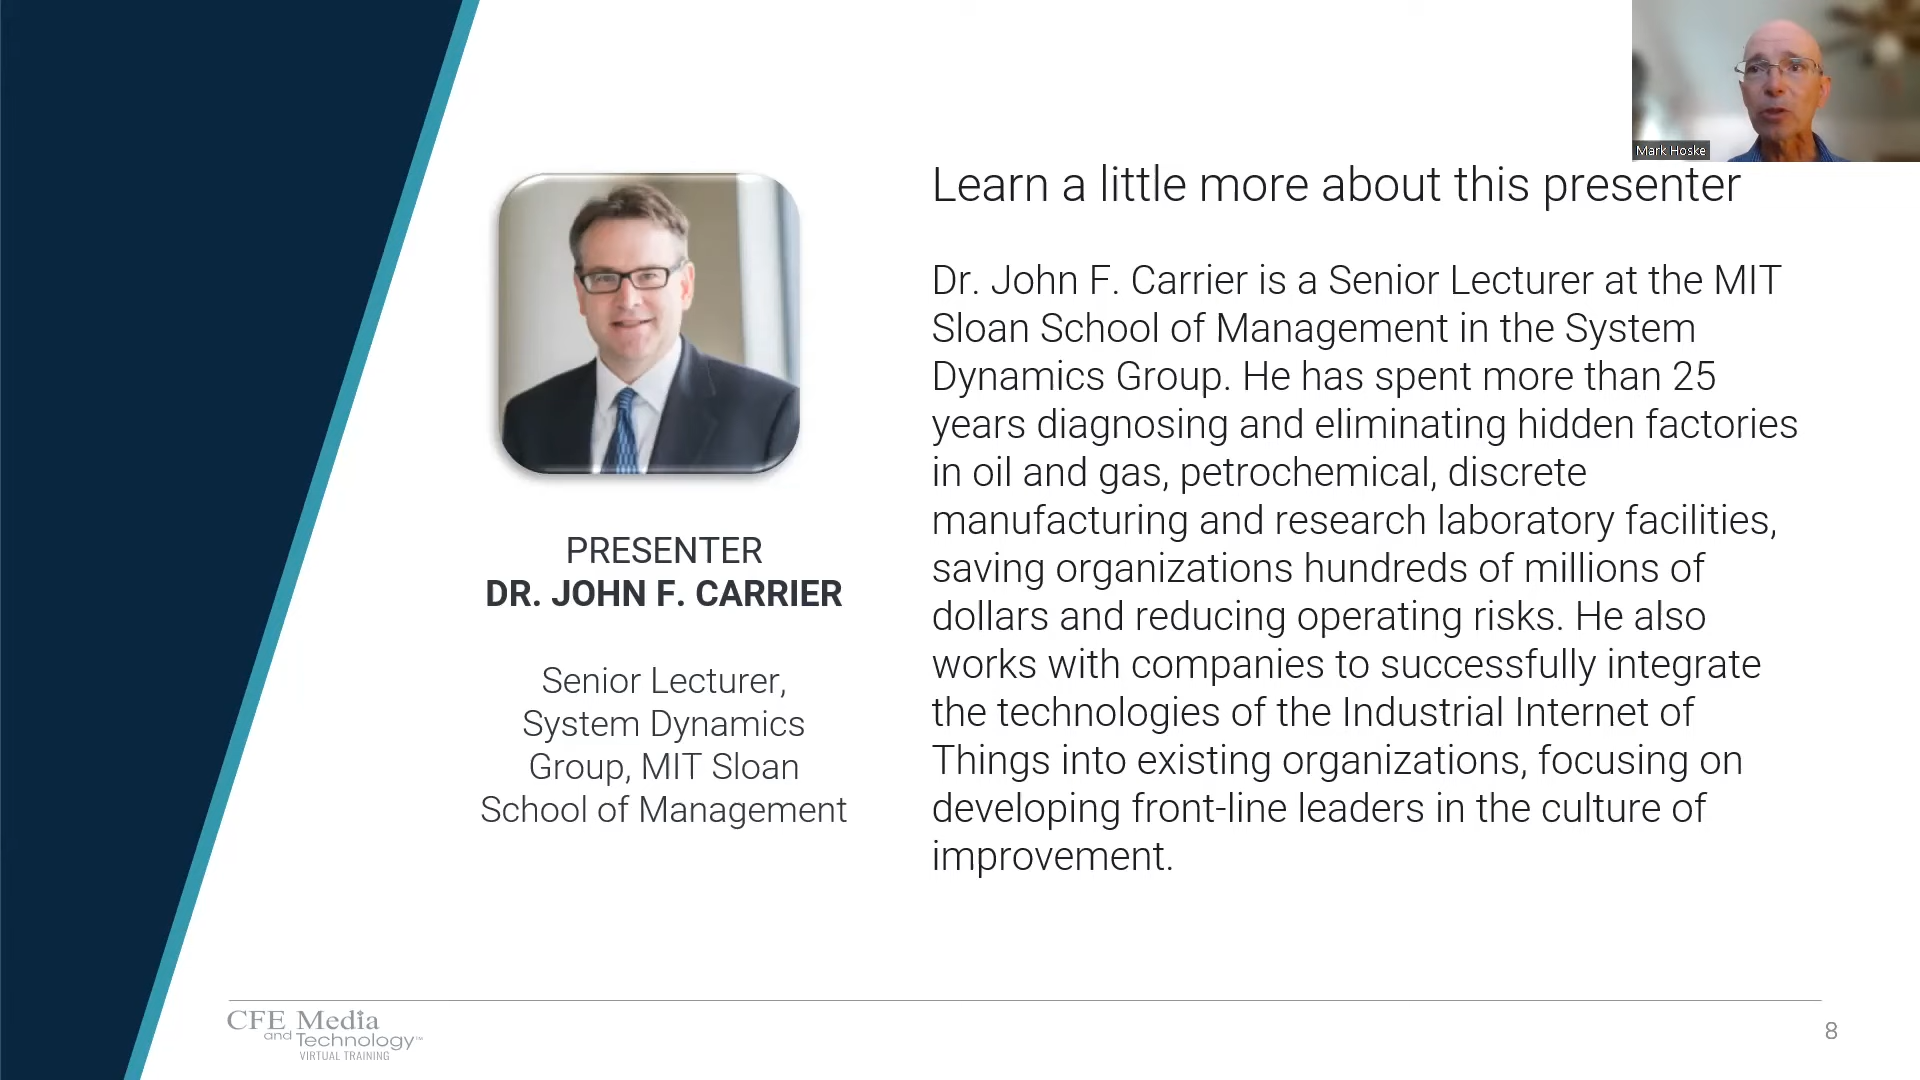 Mark Hoske
Learn a little more about this presenter
Dr. John F. Carrier is a Senior Lecturer at the MIT
Sloan School of Management in the System
Dynamics Group. He has spent more than 25
years diagnosing and eliminating hidden factories
in oil and gas, petrochemical, discrete
manufacturing and research laboratory facilities,
saving organizations hundreds of millions of
dollars and reducing operating risks. He also
works with companies to successfully integrate
the technologies of the Industrial Internet of
Things into existing organizations, focusing on
developing front-line leaders in the culture of
improvement.
PRESENTER
DR. JOHN F. CARRIER
Senior Lecturer,
System Dynamics
Group, MIT Sloan
School of Management
CFE Media
and Technology™
VIRTUAL TRAINING
8